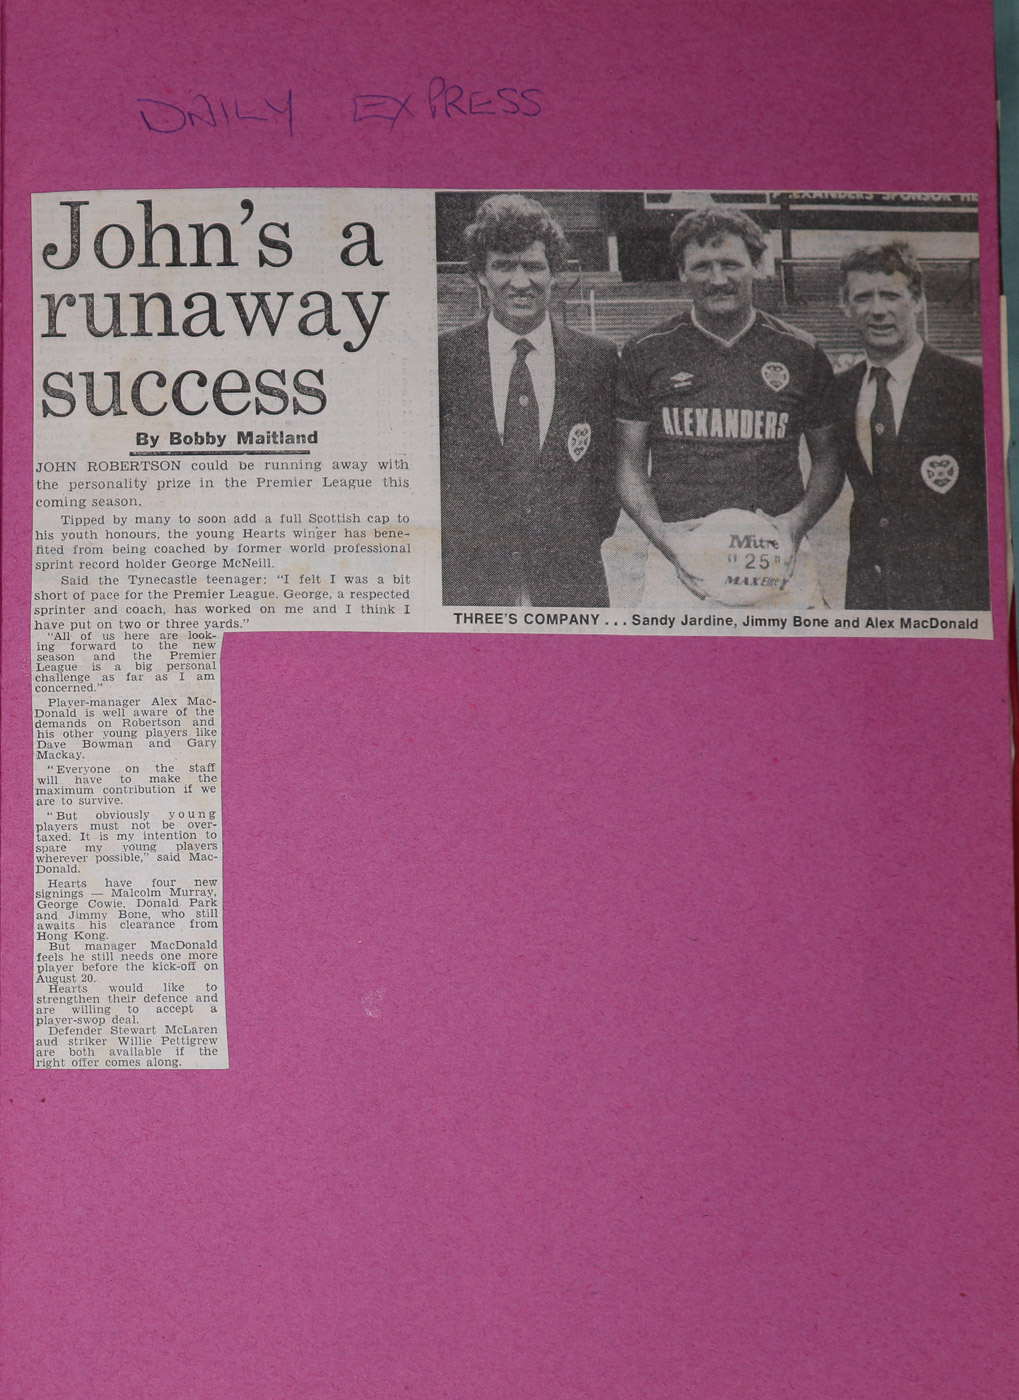 DAILY EXPRESS
John's a
runaway
success
By Bobby Maitland
JOHN ROBERTSON could be running away with
the personality prize in the Premier League this
coming season.
Tipped by many to soon add a full Scottish cap to
his youth honours, the young Hearts winger has bene-
fited from being coached by former world professional
sprint record holder George McNeill.
Said the Tynecastle teenager: "I felt I was a bit
short of pace for the Premier League. George, a respected
sprinter and coach, has worked on me and I think I
have put on two or three yards."
"All of us here are look-
ing forward to the new
season and the Premier
League is a big personal
challenge as far as I am
concerned."
Player-manager Alex Mac-
Donald is well aware of the
demands on Robertson and
his other young players like
Dave Bowman and Gary
Mackay.
"Everyone on the staff
will have to make the
maximum contribution if we
are to survive.
"But obviously young
players must not be over-
taxed. It is my intention to
spare my young players
wherever possible," said Mac-
Donald.
Hearts have four new
signings — Malcolm Murray,
George Cowie, Donald Park
and Jimmy Bone, who still
awaits his clearance from
Hong Kong.
But manager MacDonald
feels he still needs one more
player before the kick-off on
August 20.
Hearts would like to
strengthen their defence and
are willing to accept a
player-swop deal.
Defender Stewart McLaren
aud striker Willie Pettigrew
are both available if the
right offer comes along.
ALEXANDERS SPONSOR HE
ALEXANDERS
Mitre
"25"
THREE'S COMPANY . . . Sandy Jardine, Jimmy Bone and Alex MacDonald